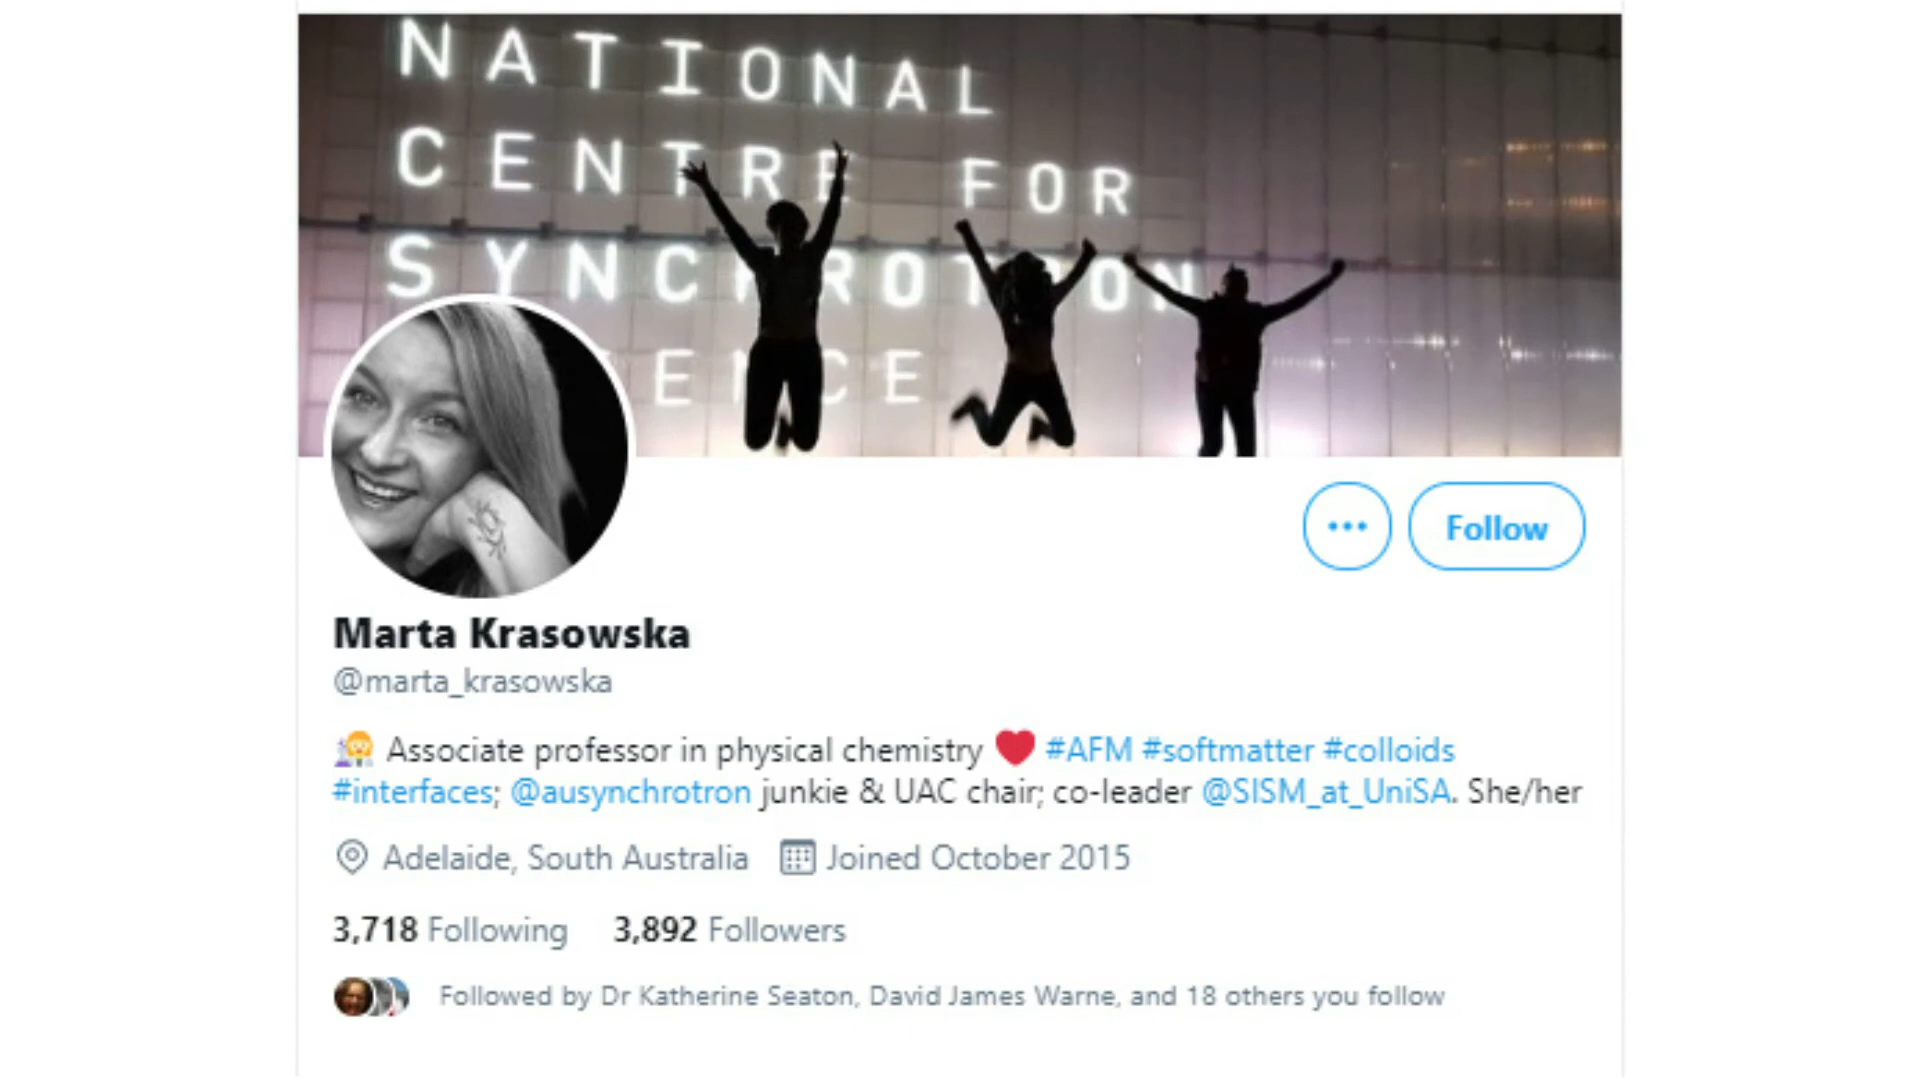 NATIONAL
CENTRE FOR
SYNCHROTRON
ENCE
Follow
Marta Krasowska
@marta_krasowska
Associate professor in physical chemistry ❤ #AFM #softmatter #colloids
#interfaces; @ausynchrotron junkie & UAC chair; co-leader @SISM_at_UniSA. She/her
Adelaide, South Australia Joined October 2015
3,718 Following 3,892 Followers
Followed by Dr Katherine Seaton, David James Warne, and 18 others you follow